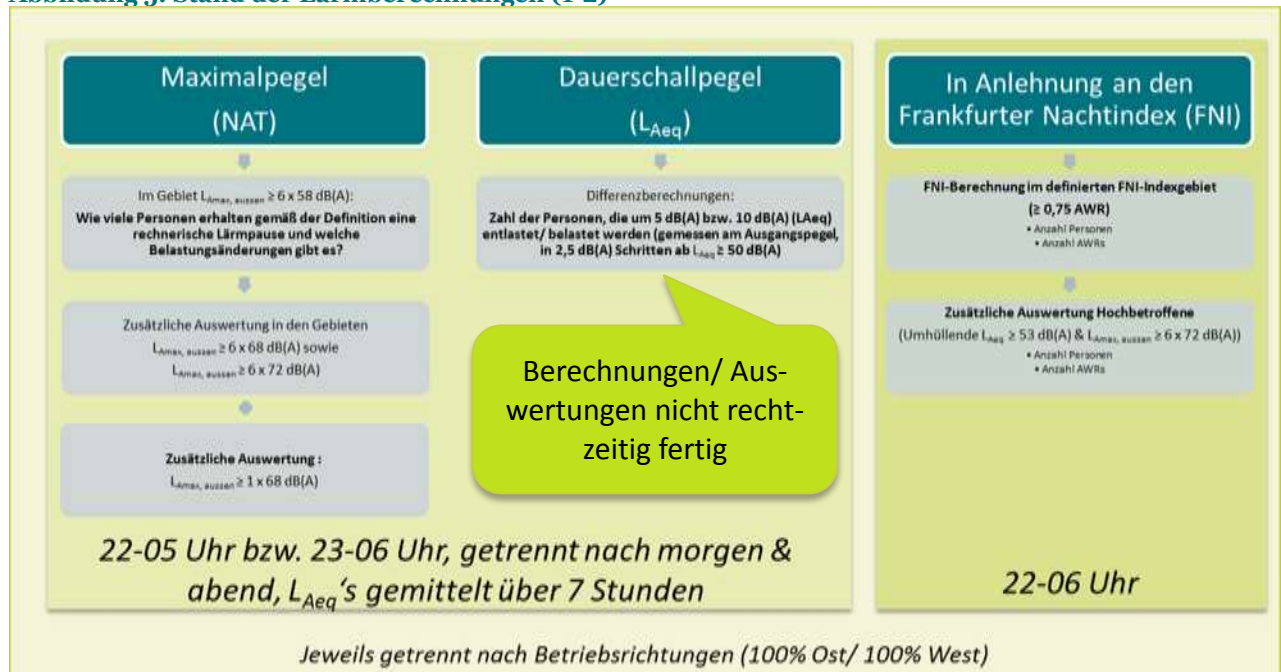 Abbildung 5: Stand der Lärmberechnungen (1-2)
Maximalpegel
(NAT)
Im Gebiet LAmax, aussen ≥ 6 x 58 dB(A):
Wie viele Personen erhalten gemäß der Definition eine
rechnerische Lärmpause und welche
Belastungsänderungen gibt es?
Zusätzliche Auswertung in den Gebieten
LAmax, aussen ≥ 6 x 68 dB(A) sowie
LAmax, aussen ≥ 6 x 72 dB(A)
Zusätzliche Auswertung :
LAmax, aussen ≥ 1 x 68 dB(A)
Dauerschallpegel
(LAeq)
Differenzberechnungen:
Zahl der Personen, die um 5 dB(A) bzw. 10 dB(A) (LAeq)
entlastet/ belastet werden (gemessen am Ausgangspegel,
in 2,5 dB(A) Schritten ab LAeq ≥ 50 dB(A)
Berechnungen/ Aus-
wertungen nicht recht-
zeitig fertig
22-05 Uhr bzw. 23-06 Uhr, getrennt nach morgen &
abend, LAeq‘s gemittelt über 7 Stunden
In Anlehnung an den
Frankfurter Nachtindex (FNI)
FNI-Berechnung im definierten FNI-Indexgebiet
(≥ 0,75 AWR)
• Anzahl Personen
• Anzahl AWRs
Zusätzliche Auswertung Hochbetroffene
(Umhüllende LAeq ≥ 53 dB(A) & LAmax, aussen ≥ 6 x 72 dB(A))
• Anzahl Personen
• Anzahl AWRs
22-06 Uhr
Jeweils getrennt nach Betriebsrichtungen (100% Ost/ 100% West)